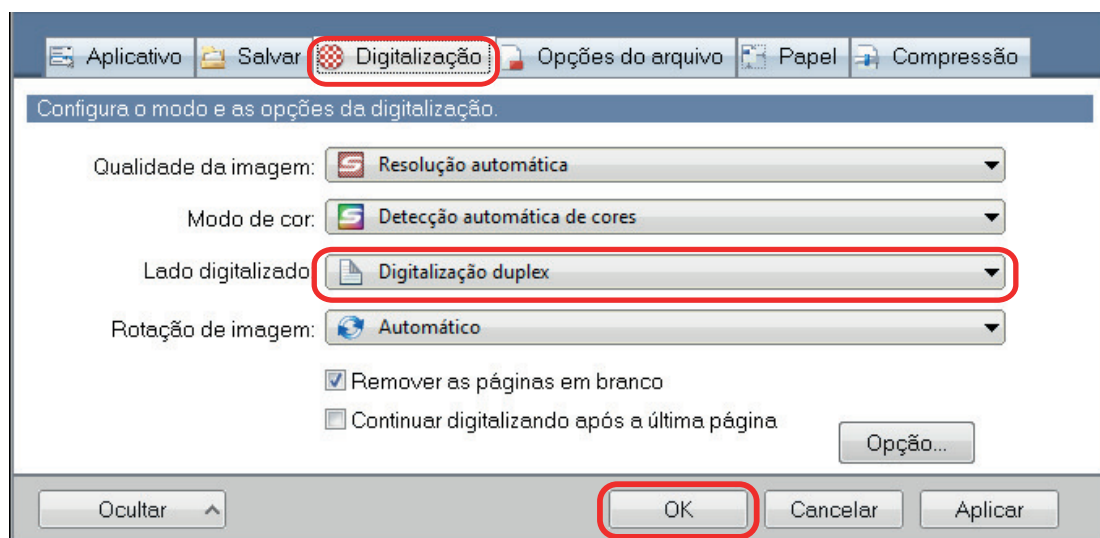 Aplicativo Salvar Digitalização Opções do arquivo Papel Compressão
Configura o modo e as opções da digitalização.
Qualidade da imagem: Resolução automática
Modo de cor: Detecção automática de cores
Lado digitalizado Digitalização duplex
Rotação de imagem: Automático
Remover as páginas em branco
Continuar digitalizando após a última página
Opção...
Ocultar OK Cancelar Aplicar